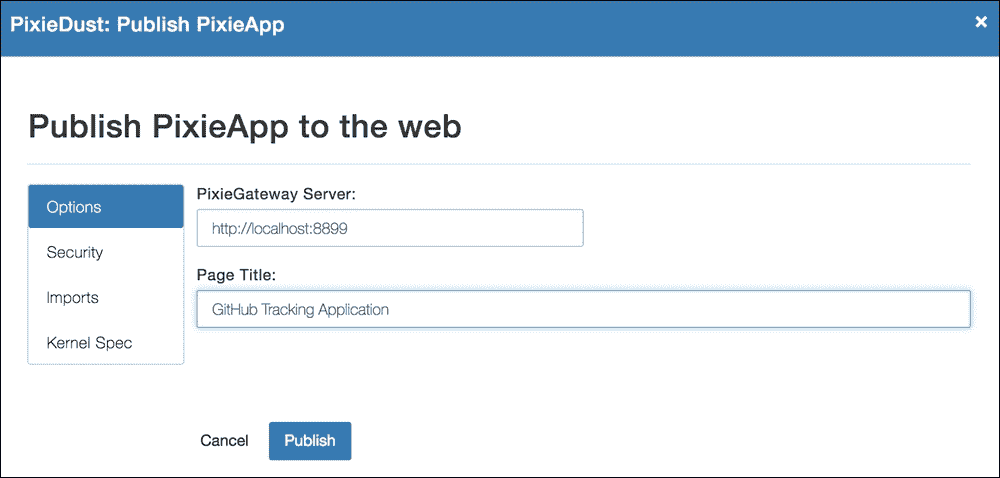 PixieDust: Publish PixieApp
×
Publish PixieApp to the web
Options
Security
Imports
Kernel Spec
PixieGateway Server:
http://localhost:8899
Page Title:
GitHub Tracking Application
Cancel
Publish